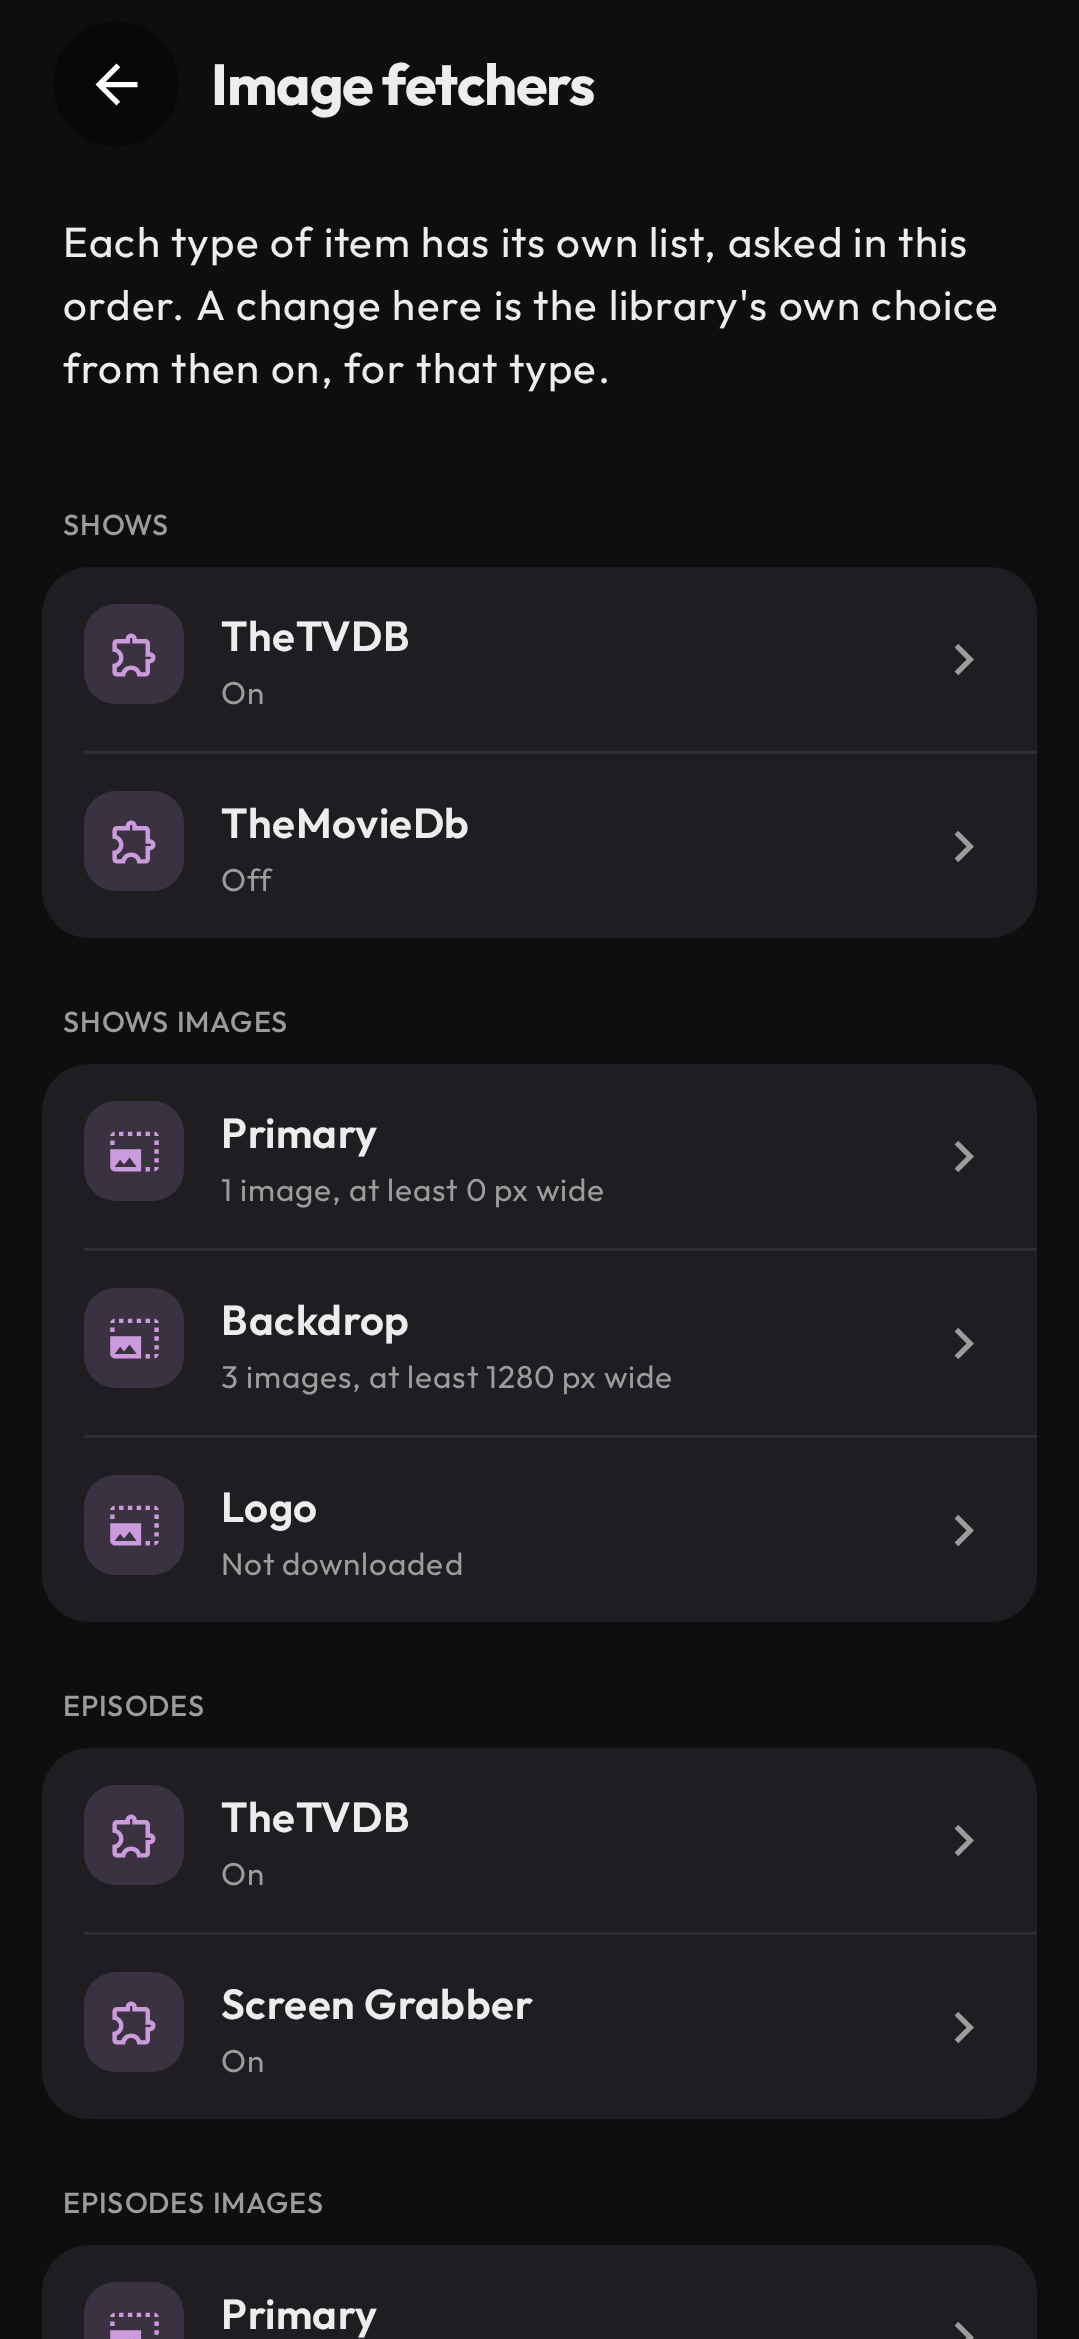 Image fetchers
Each type of item has its own list, asked in this
order. A change here is the library's own choice
from then on, for that type.
SHOWS
TheTVDB
On
TheMovieDb
Off
SHOWS IMAGES
Primary
1 image, at least 0 px wide
Backdrop
3 images, at least 1280 px wide
Logo
Not downloaded
EPISODES
TheTVDB
On
Screen Grabber
On
EPISODES IMAGES
Primary